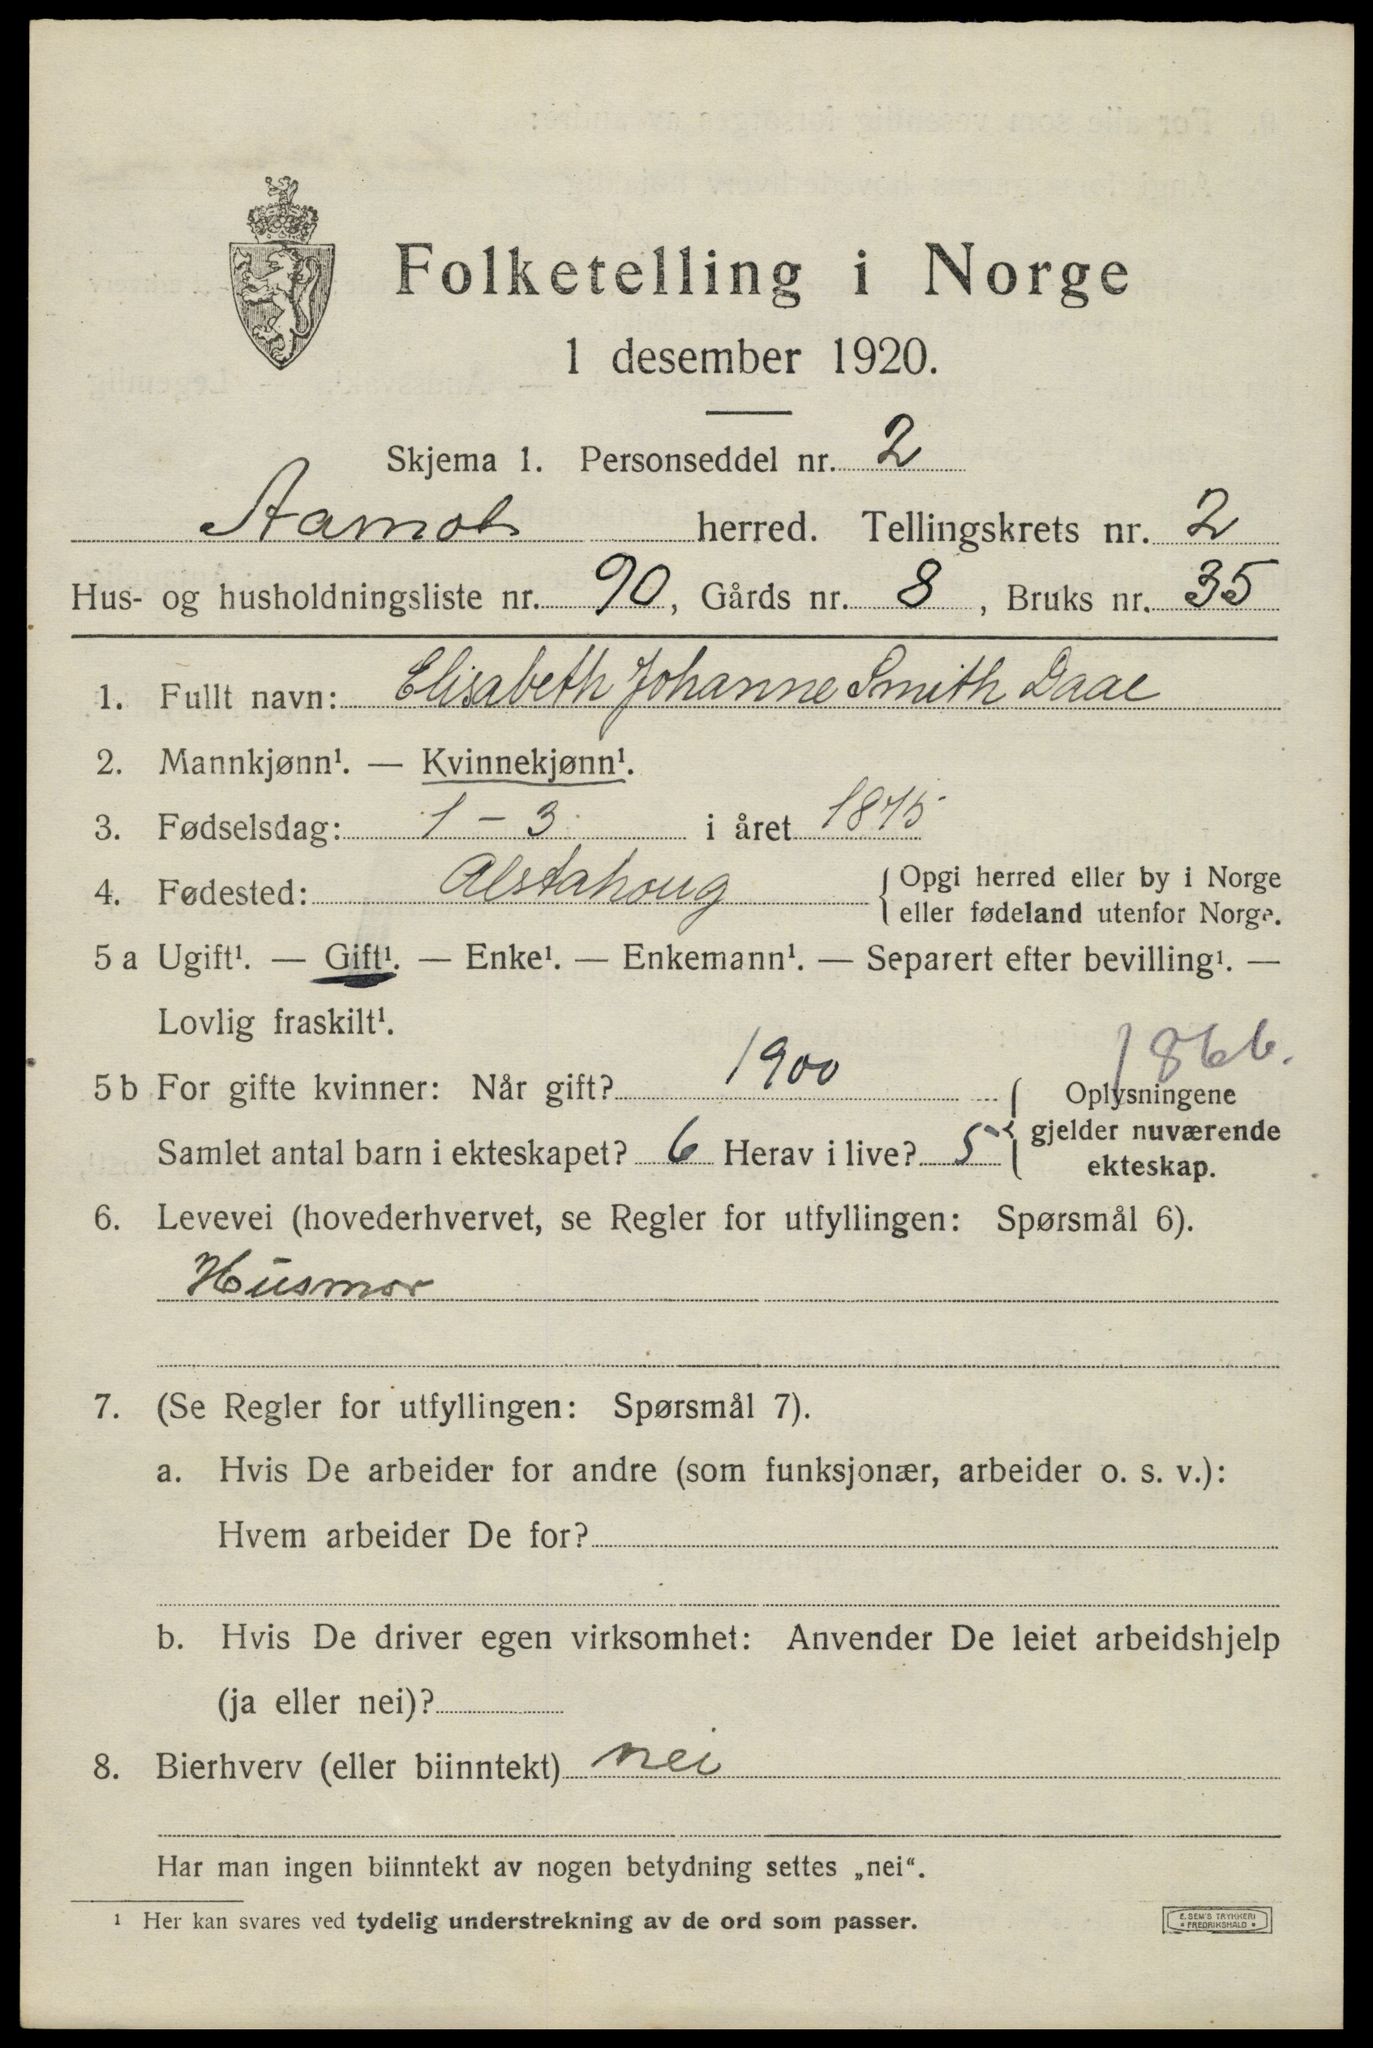 Folketelling i Norge
1 desember 1920.
Skjema 1. Personseddel nr. 2
Aamot herred. Tellingskrets nr. 2
Hus- og husholdningsliste nr. 90, Gårds nr. 8, Bruks nr. 35
1. Fullt navn: Elisabeth Johanne Smith Daae
2. Mannkjønn¹. — Kvinnekjønn¹.
3. Fødselsdag: 1 – 3 i året 1875
4. Fødested: Alstahoug { Opgi herred eller by i Norge
eller fødeland utenfor Norge.
5 a Ugift¹. — Gift¹. — Enke¹. — Enkemann¹. — Separert efter bevilling¹. —
Lovlig fraskilt¹.
1866.
5 b For gifte kvinner: Når gift? 1900 { Oplysningene
Samlet antal barn i ekteskapet? 6 Herav i live? 5 gjelder nuværende
ekteskap.
6. Levevei (hovederhvervet, se Regler for utfyllingen: Spørsmål 6).
Husmor
7. (Se Regler for utfyllingen: Spørsmål 7).
a. Hvis De arbeider for andre (som funksjonær, arbeider o. s. v.):
Hvem arbeider De for?
b. Hvis De driver egen virksomhet: Anvender De leiet arbeidshjelp
(ja eller nei)?
8. Bierhverv (eller biinntekt) nei
Har man ingen biinntekt av nogen betydning settes „nei".
¹ Her kan svares ved tydelig understrekning av de ord som passer.
E. SEM'S TRYKKERI
FREDRIKSHALD